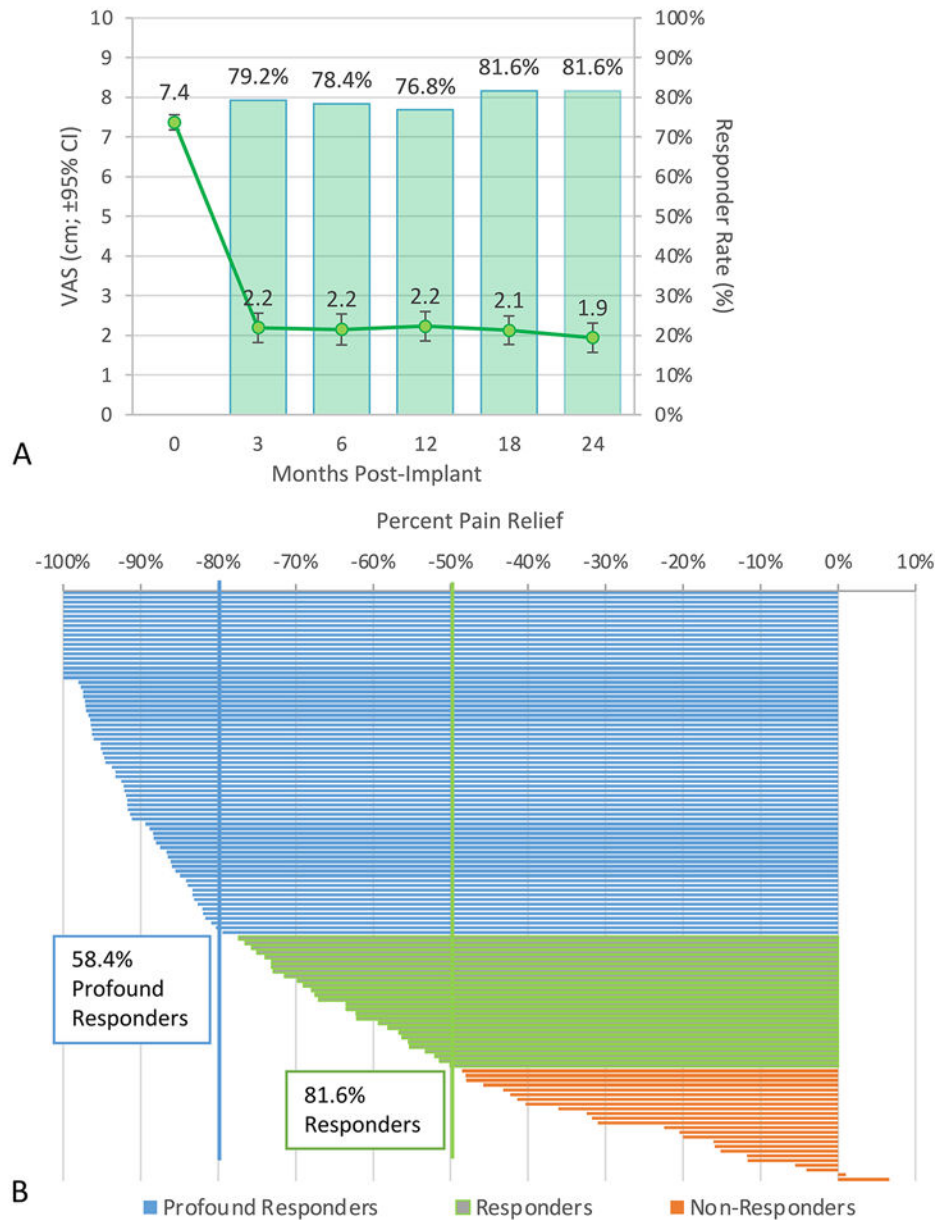 10
9
8
7
6
5
4
3
2
1
0
VAS (cm; ±95% CI)
100%
90%
80%
70%
60%
50%
40%
30%
20%
10%
0%
Responder Rate (%)
7.4
79.2%
78.4%
76.8%
81.6%
81.6%
2.2
2.2
2.2
2.1
1.9
0 3 6 12 18 24
Months Post-Implant
A
Percent Pain Relief
-100% -90% -80% -70% -60% -50% -40% -30% -20% -10% 0% 10%
58.4%
Profound
Responders
81.6%
Responders
B
Profound Responders Responders Non-Responders